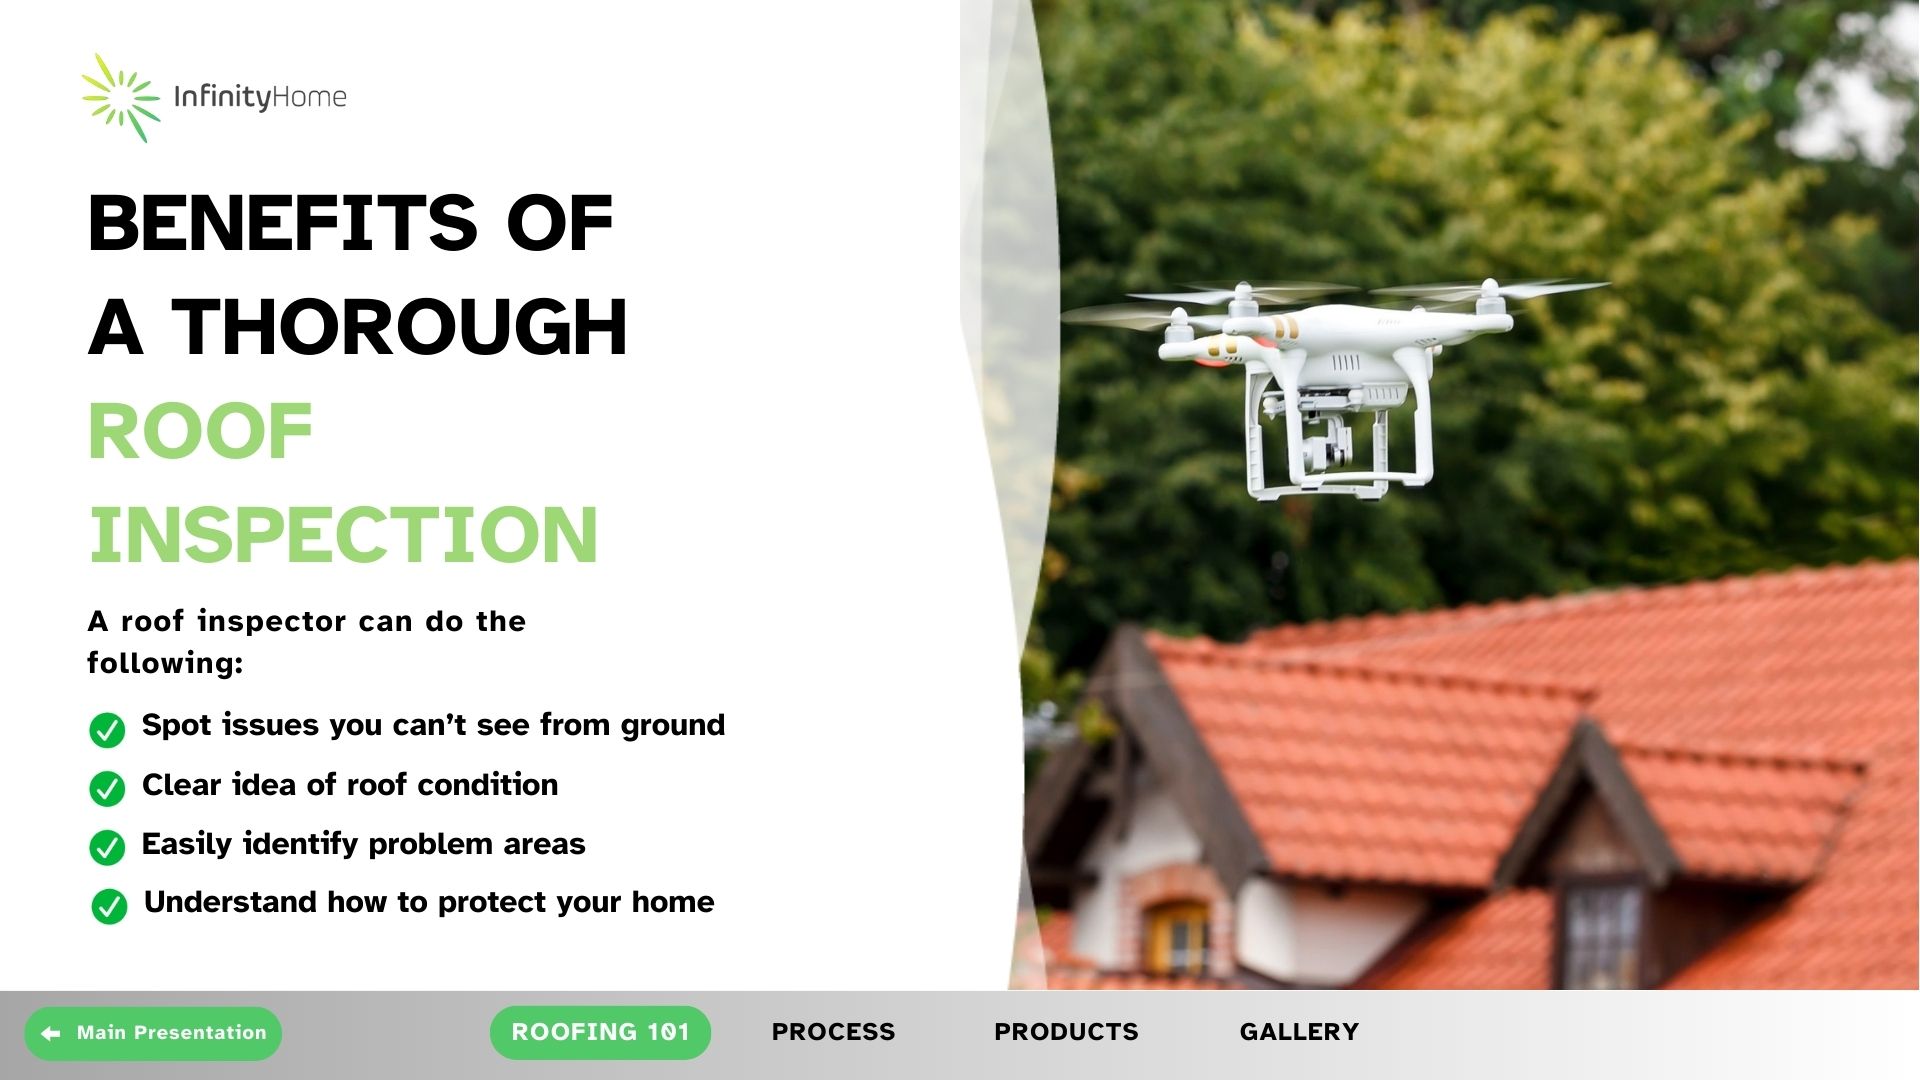 InfinityHome
BENEFITS OF
A THOROUGH
ROOF
INSPECTION
A roof inspector can do the
following:
Spot issues you can’t see from ground
Clear idea of roof condition
Easily identify problem areas
Understand how to protect your home
Main Presentation
ROOFING 101
PROCESS
PRODUCTS
GALLERY